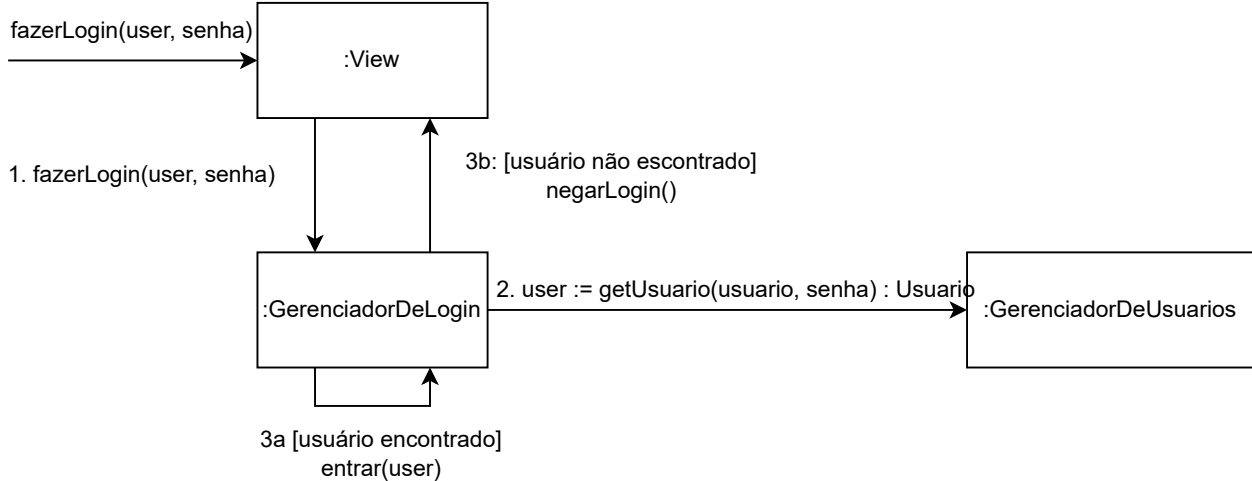 fazerLogin(user, senha)
:View
1. fazerLogin(user, senha)
3b: [usuário não escontrado]
negarLogin()
:GerenciadorDeLogin
2. user := getUsuario(usuario, senha) : Usuario
:GerenciadorDeUsuarios
3a [usuário encontrado]
entrar(user)